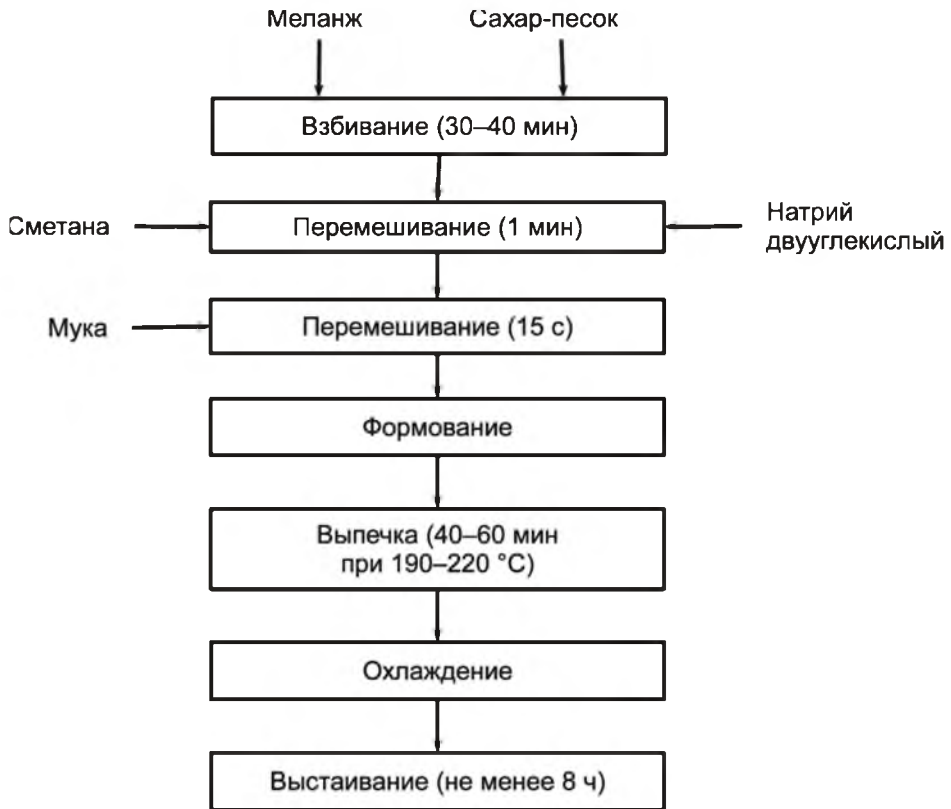 Меланж Сахар-песок
Взбивание (30–40 мин)
Сметана
Перемешивание (1 мин)
Натрий
двууглекислый
Мука
Перемешивание (15 с)
Формование
Выпечка (40–60 мин
при 190–220 °С)
Охлаждение
Выстаивание (не менее 8 ч)